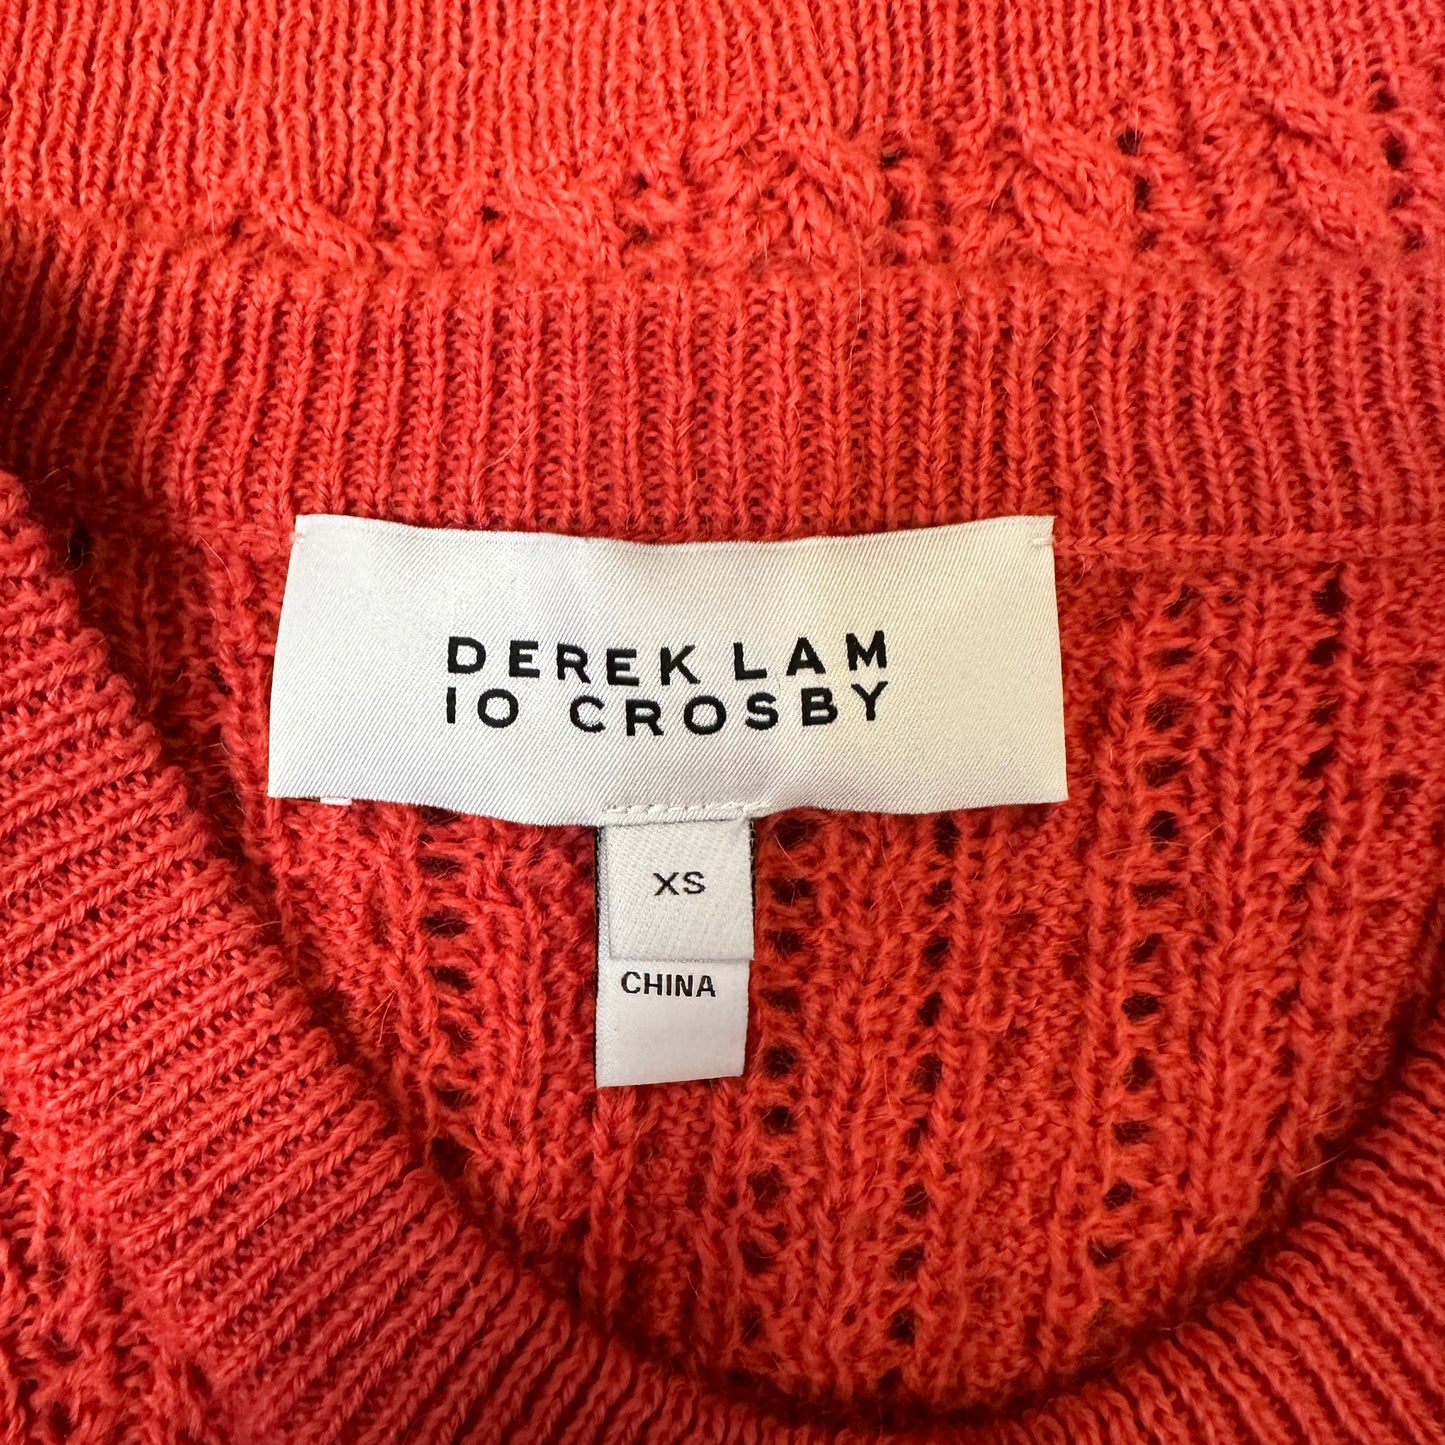 DEREK LAM
10 CROSBY
XS
CHINA